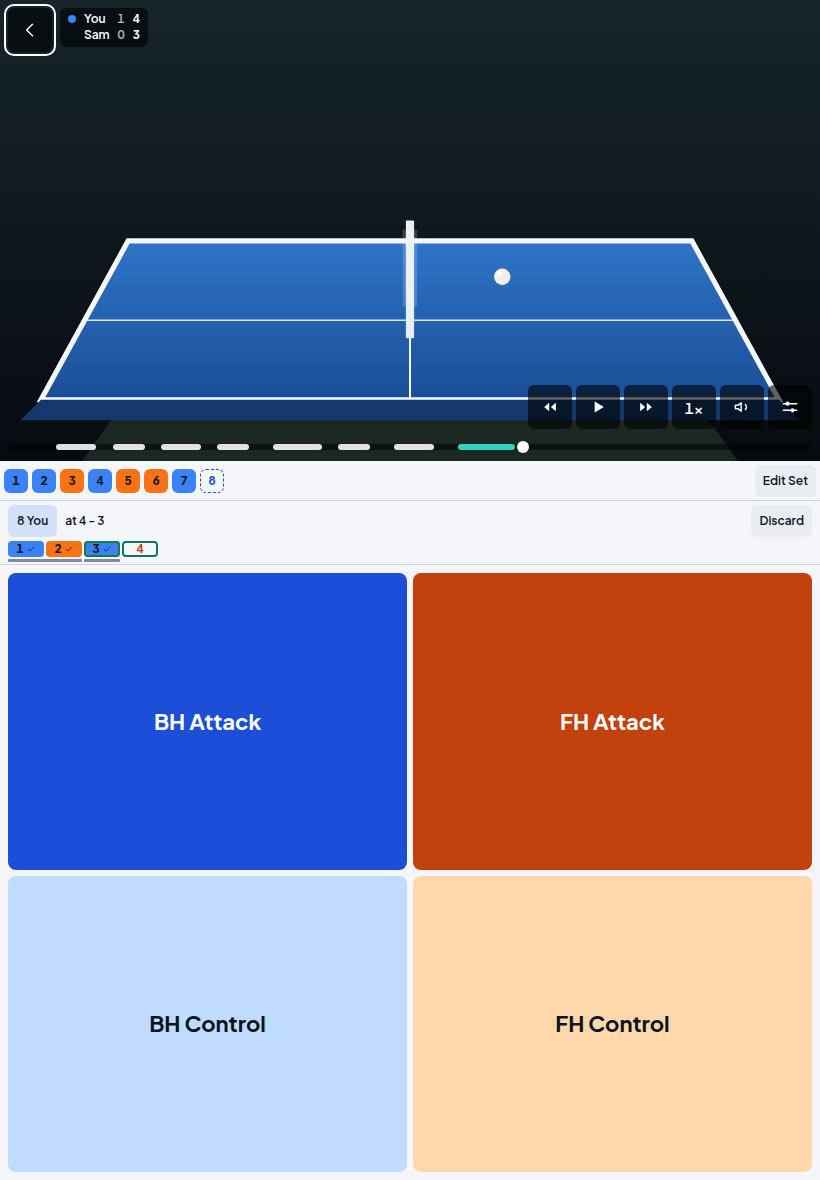 You 1 4
Sam 0 3
1x
1 2 3 4 5 6 7 8
Edit Set
8 You at 4 – 3
Discard
1 2 3 4
BH Attack
FH Attack
BH Control
FH Control